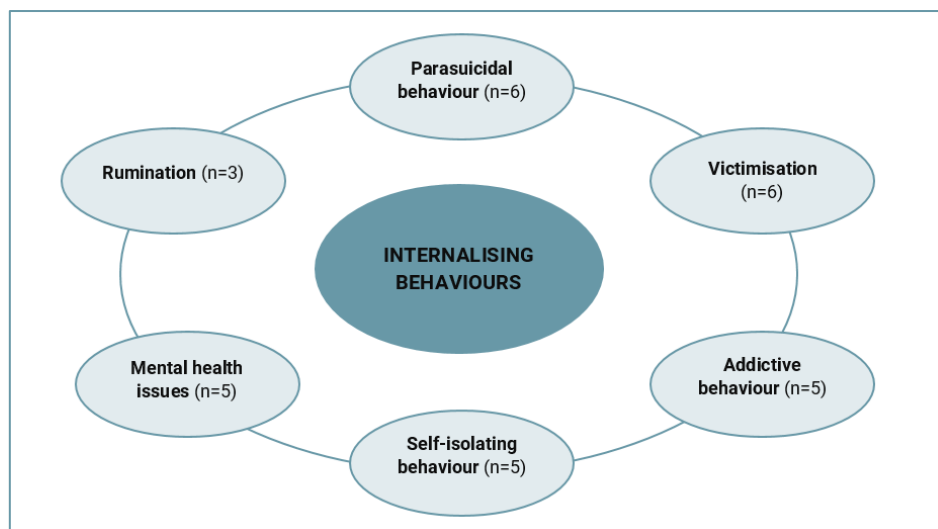 Parasuicidal
behaviour (n=6)
Rumination (n=3)
Victimisation
(n=6)
INTERNALISING
BEHAVIOURS
Mental health
issues (n=5)
Addictive
behaviour (n=5)
Self-isolating
behaviour (n=5)